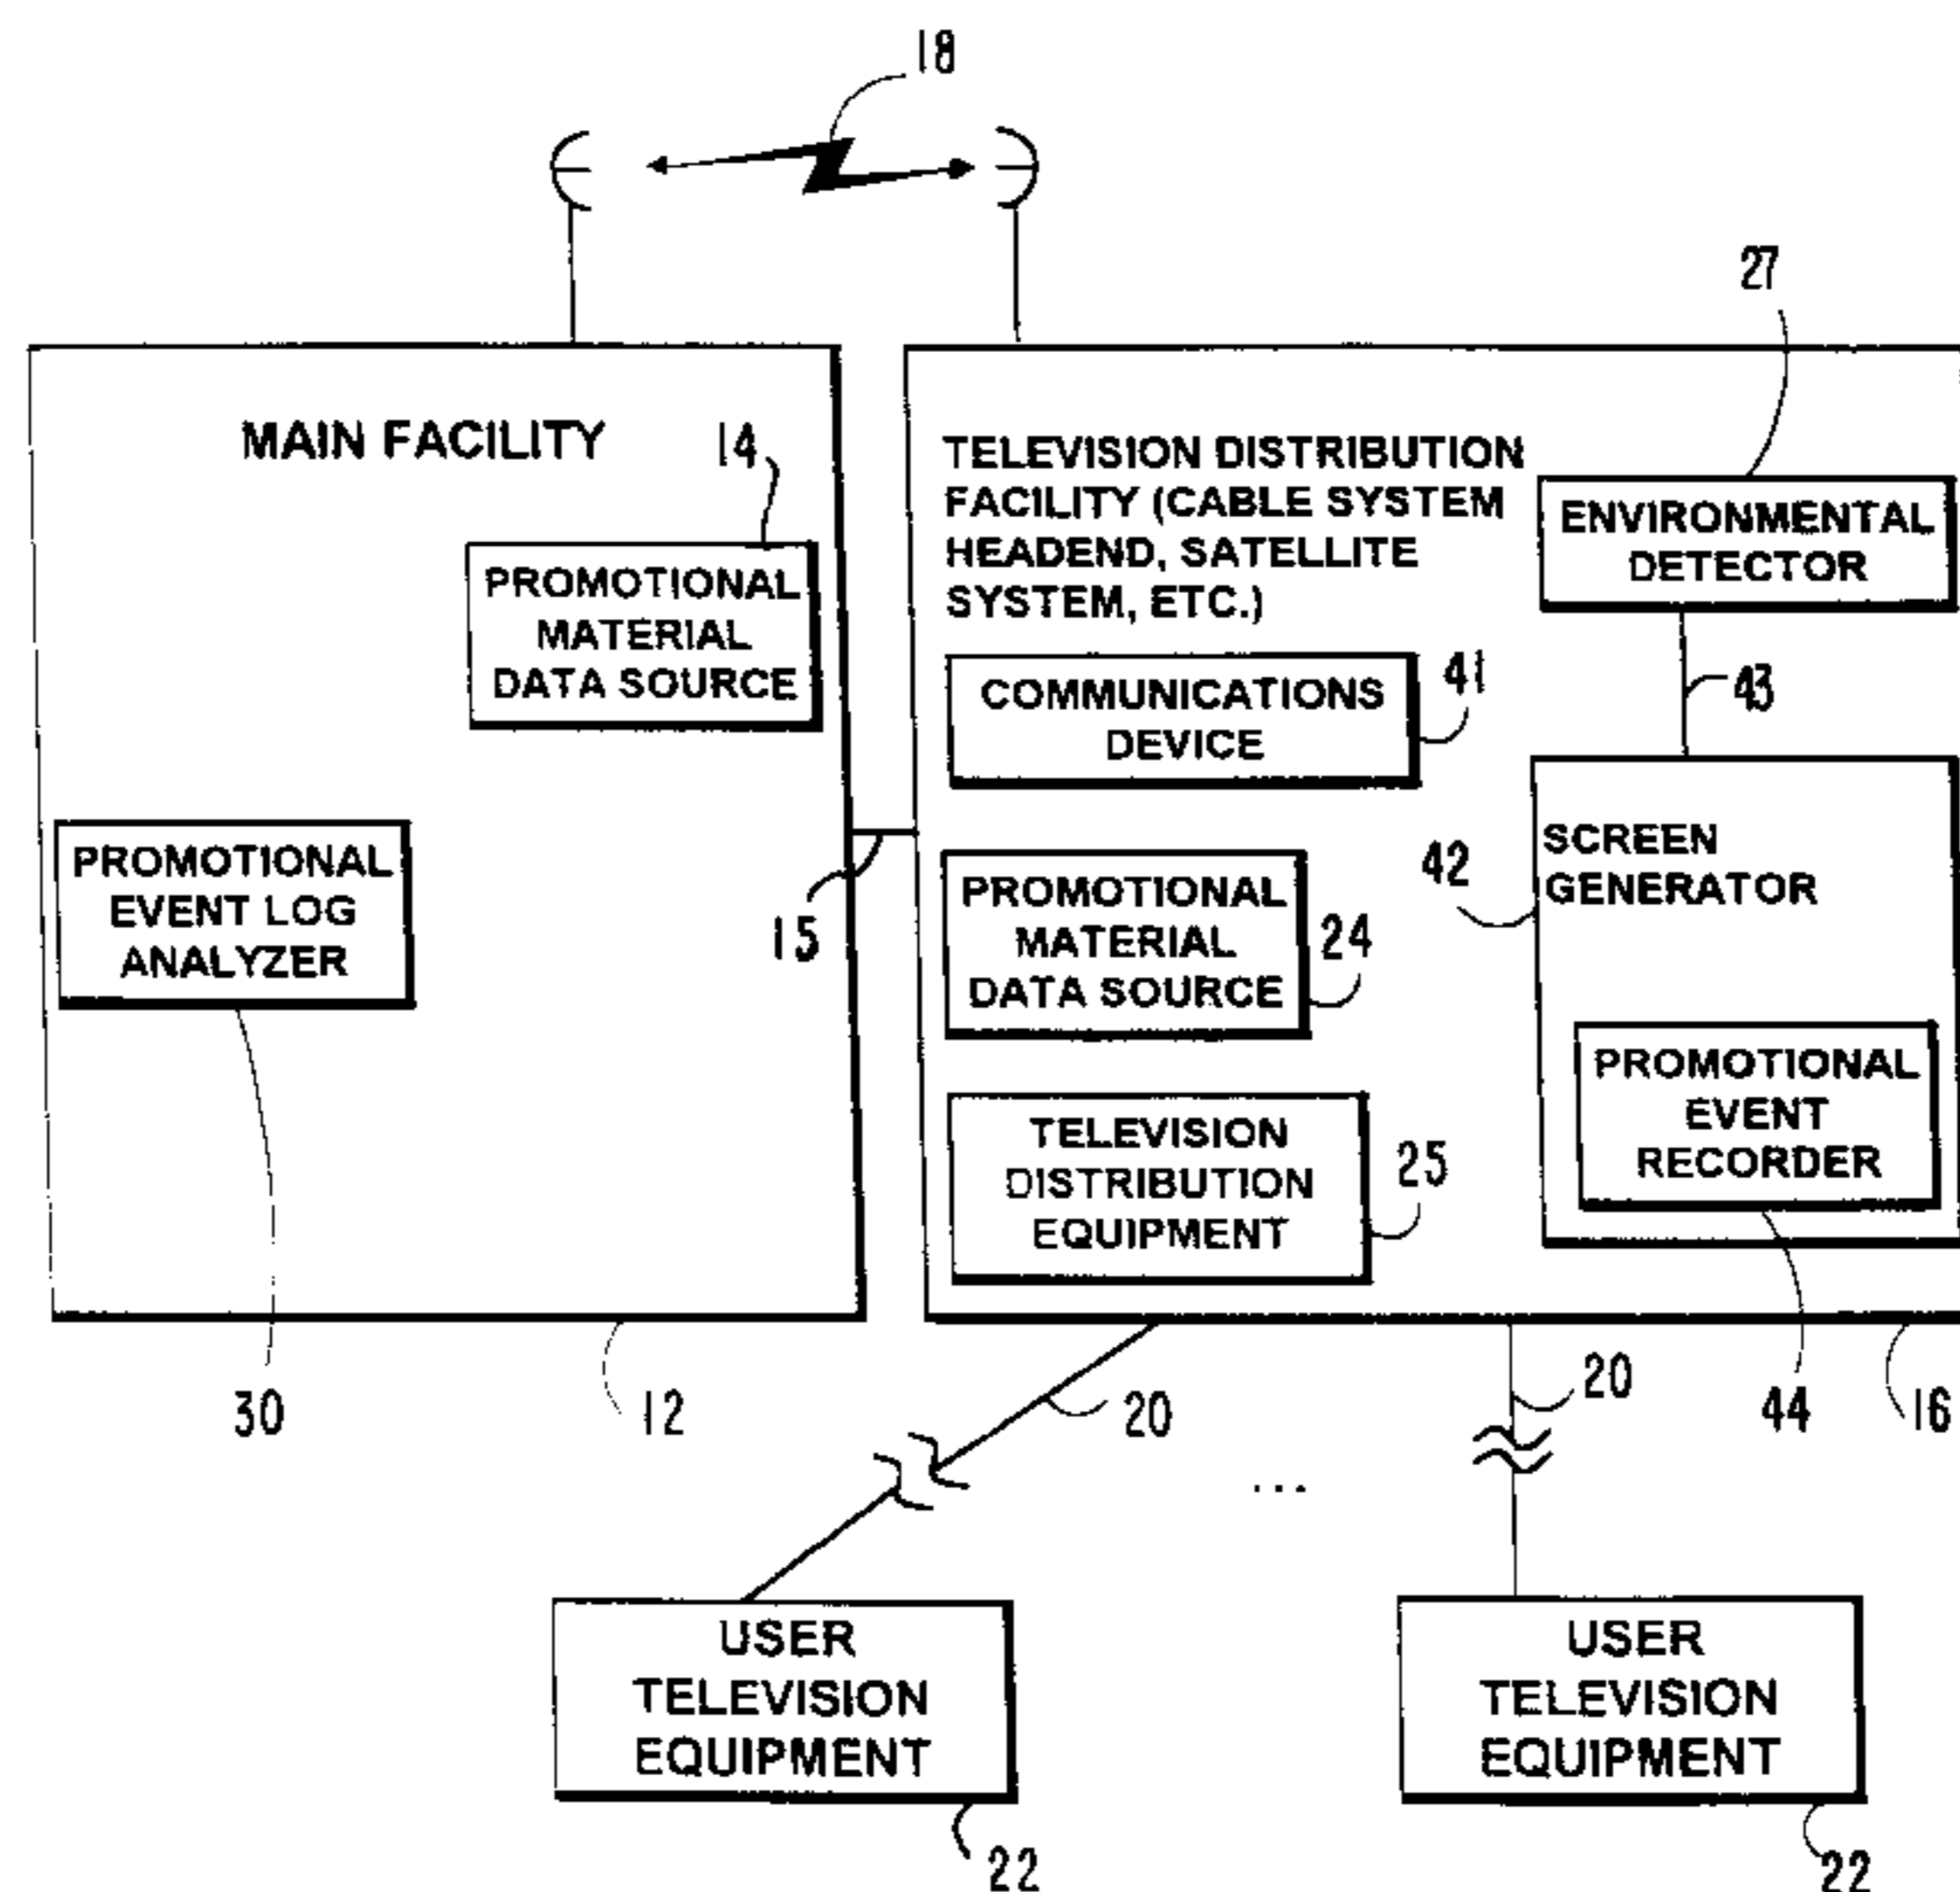 18
27
MAIN FACILITY
14
PROMOTIONAL
MATERIAL
DATA SOURCE
PROMOTIONAL
EVENT LOG
ANALYZER
15
TELEVISION DISTRIBUTION
FACILITY (CABLE SYSTEM
HEADEND, SATELLITE
SYSTEM, ETC.)
ENVIRONMENTAL
DETECTOR
43
COMMUNICATIONS
DEVICE
41
PROMOTIONAL
MATERIAL
DATA SOURCE
24
42
SCREEN
GENERATOR
PROMOTIONAL
EVENT
RECORDER
TELEVISION
DISTRIBUTION
EQUIPMENT
25
30
12
20
20
44
16
...
USER
TELEVISION
EQUIPMENT
22
USER
TELEVISION
EQUIPMENT
22